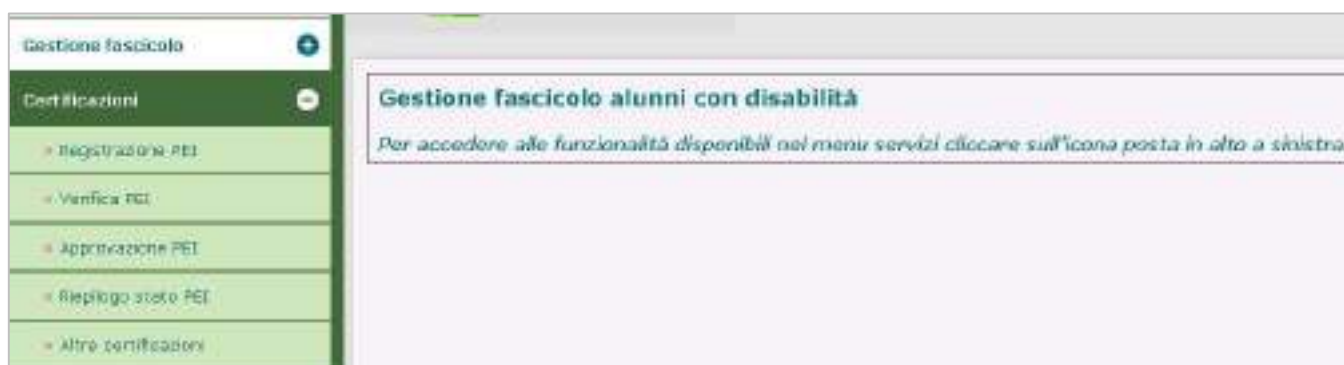 Gestione fascicolo
Certificazioni
» Registrazione PEI
» Verifica PEI
» Approvazione PEI
» Riepilogo stato PEI
» Altre certificazioni
Gestione fascicolo alunni con disabilità
Per accedere alle funzionalità disponibili nei menu servizi cliccare sull'icona posta in alto a sinistra